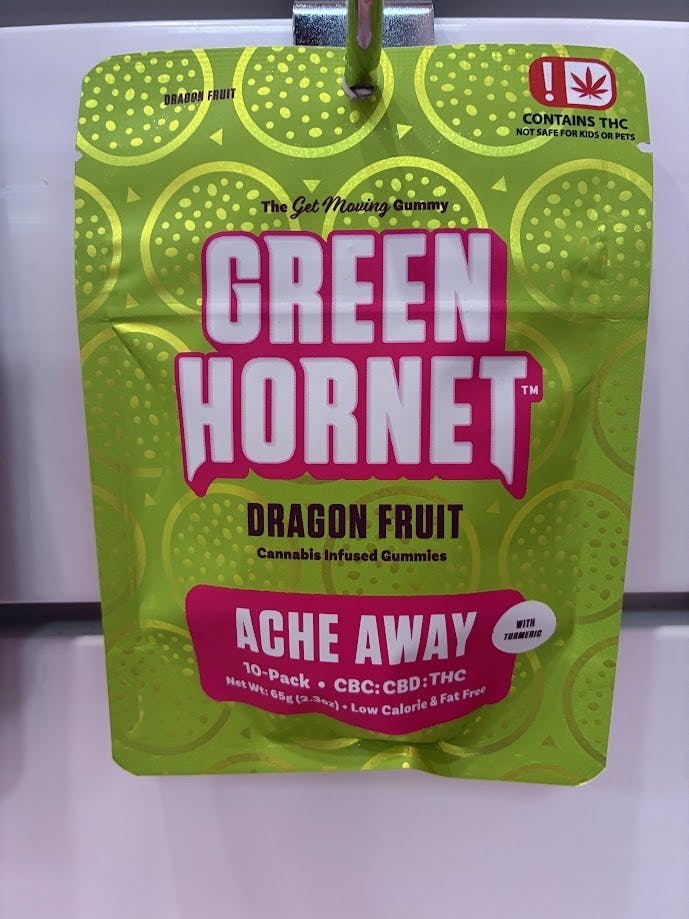 DRAGON FRUIT
CONTAINS THC
NOT SAFE FOR KIDS OR PETS
The Get Moving Gummy
GREEN
HORNET™
DRAGON FRUIT
Cannabis Infused Gummies
ACHE AWAY
WITH
TURMERIC
10-Pack • CBC:CBD:THC
Net Wt: 65g (2.3oz) • Low Calorie & Fat Free